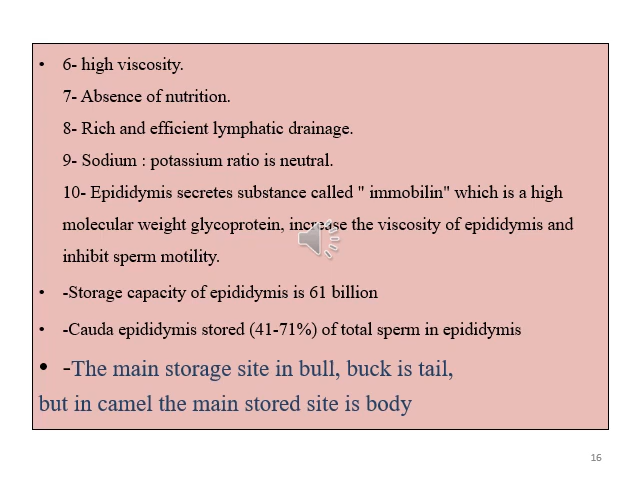 • 6- high viscosity.
7- Absence of nutrition.
8- Rich and efficient lymphatic drainage.
9- Sodium : potassium ratio is neutral.
10- Epididymis secretes substance called " immobilin" which is a high
molecular weight glycoprotein, increase the viscosity of epididymis and
inhibit sperm motility.
• -Storage capacity of epididymis is 61 billion
• -Cauda epididymis stored (41-71%) of total sperm in epididymis
• -The main storage site in bull, buck is tail,
but in camel the main stored site is body
16